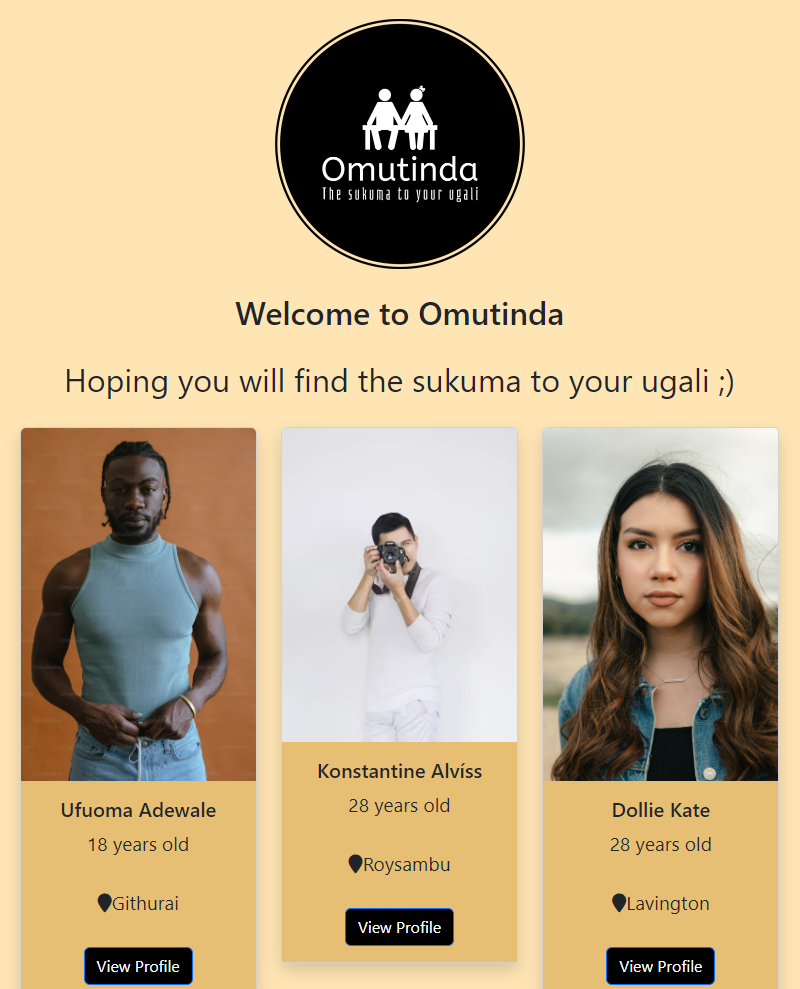 Omutinda
The sukuma to your ugali
Welcome to Omutinda
Hoping you will find the sukuma to your ugali ;)
Ufuoma Adewale
18 years old
Githurai
View Profile
Konstantine Alvíss
28 years old
Roysambu
View Profile
Dollie Kate
28 years old
Lavington
View Profile